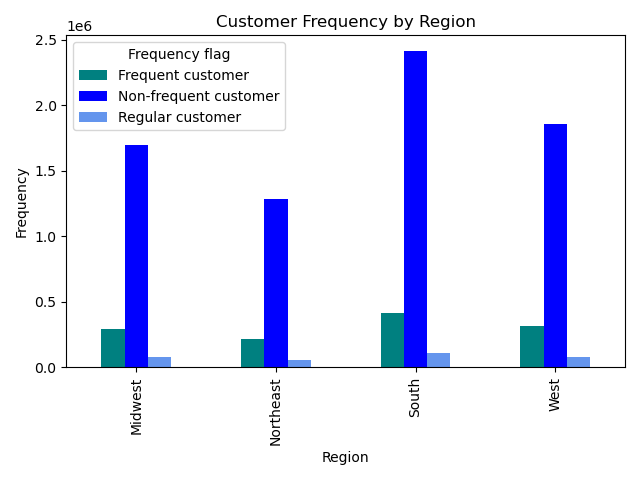 Customer Frequency by Region
1e6
2.5
2.0
1.5
1.0
0.5
0.0
Frequency
Frequency flag
Frequent customer
Non-frequent customer
Regular customer
Midwest
Northeast
South
West
Region